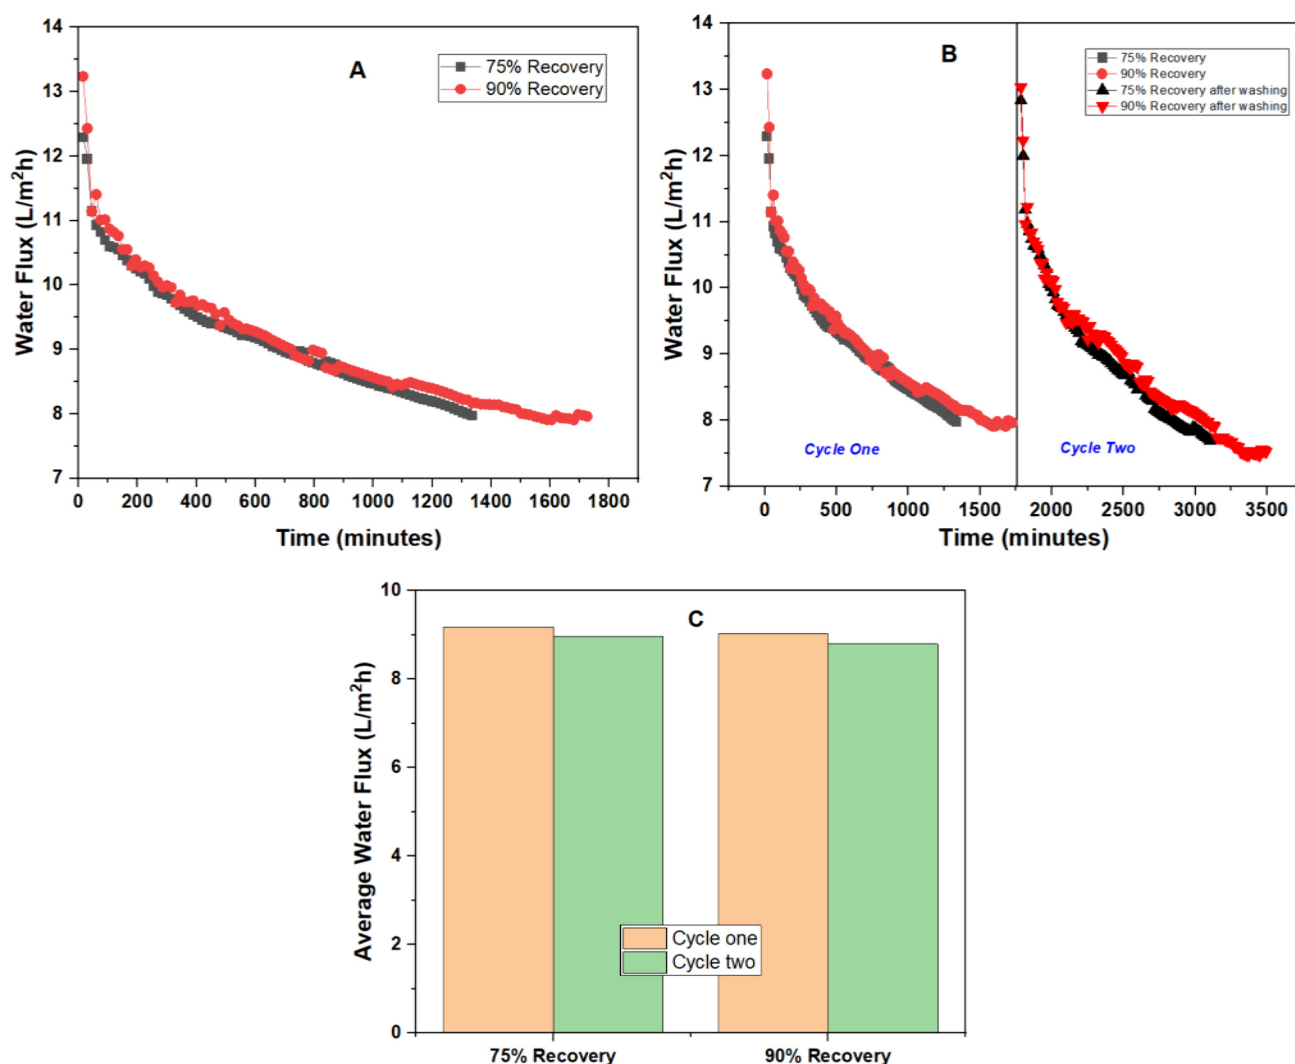 A
75% Recovery
90% Recovery
14
13
12
11
10
9
8
7
Water Flux (L/m²h)
0 200 400 600 800 1000 1200 1400 1600 1800
Time (minutes)
B
75% Recovery
90% Recovery
75% Recovery after washing
90% Recovery after washing
14
13
12
11
10
9
8
7
Water Flux (L/m²h)
Cycle One
Cycle Two
0 500 1000 1500 2000 2500 3000 3500
Time (minutes)
C
10
8
6
4
2
0
Average Water Flux (L/m²h)
Cycle one
Cycle two
75% Recovery
90% Recovery